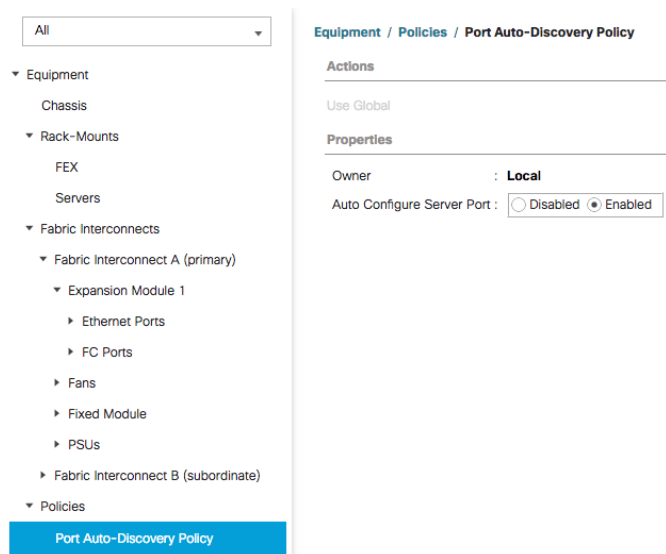 All
Equipment
Chassis
Rack-Mounts
FEX
Servers
Fabric Interconnects
Fabric Interconnect A (primary)
Expansion Module 1
Ethernet Ports
FC Ports
Fans
Fixed Module
PSUs
Fabric Interconnect B (subordinate)
Policies
Port Auto-Discovery Policy
Equipment / Policies / Port Auto-Discovery Policy
Actions
Use Global
Properties
Owner : Local
Auto Configure Server Port : Disabled Enabled